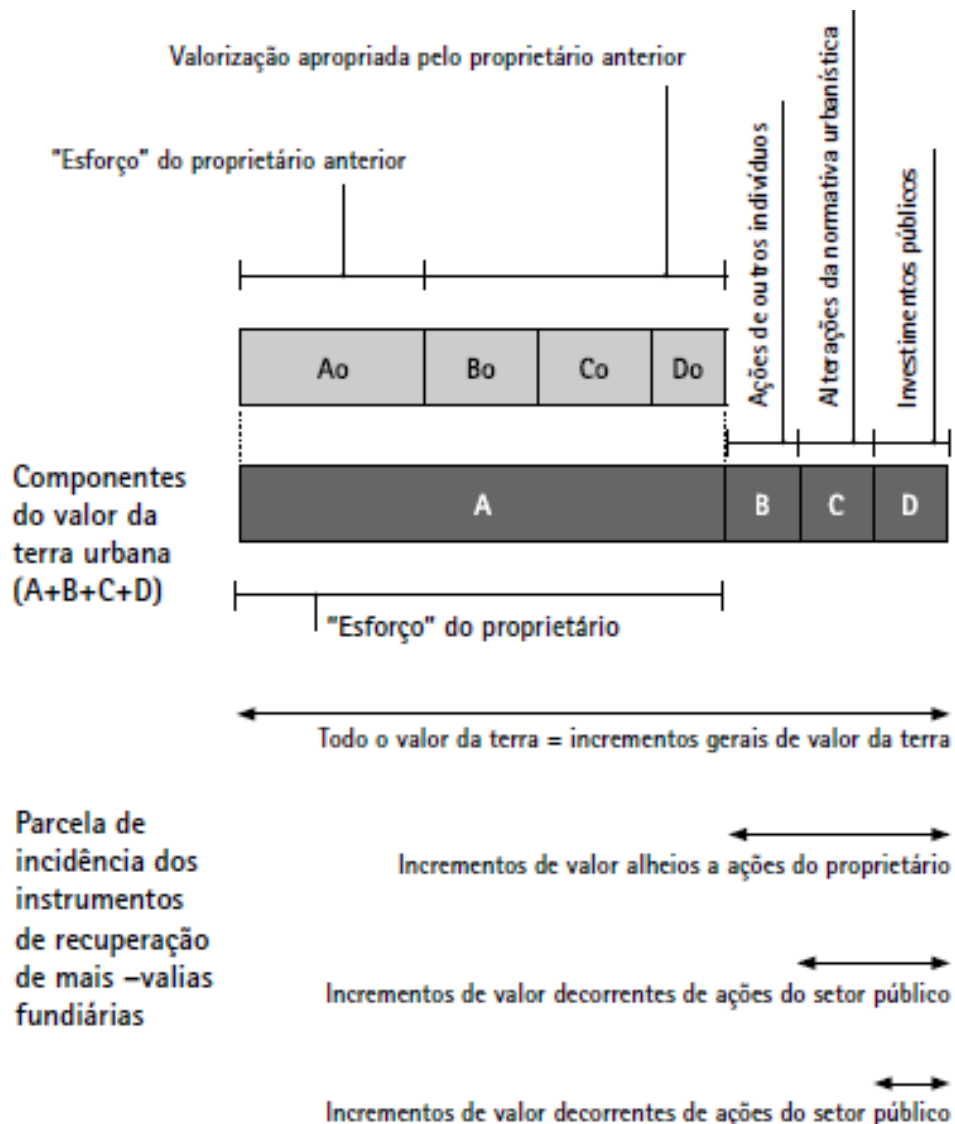 Valorização apropriada pelo proprietário anterior
"Esforço" do proprietário anterior
Ações de outros indivíduos
Alterações da normativa urbanística
Investimentos públicos
Ao
Bo
Co
Do
Componentes
do valor da
terra urbana
(A+B+C+D)
A
B
C
D
"Esforço" do proprietário
Todo o valor da terra = incrementos gerais de valor da terra
Parcela de
incidência dos
instrumentos
de recuperação
de mais –valias
fundiárias
Incrementos de valor alheios a ações do proprietário
Incrementos de valor decorrentes de ações do setor público
Incrementos de valor decorrentes de ações do setor público